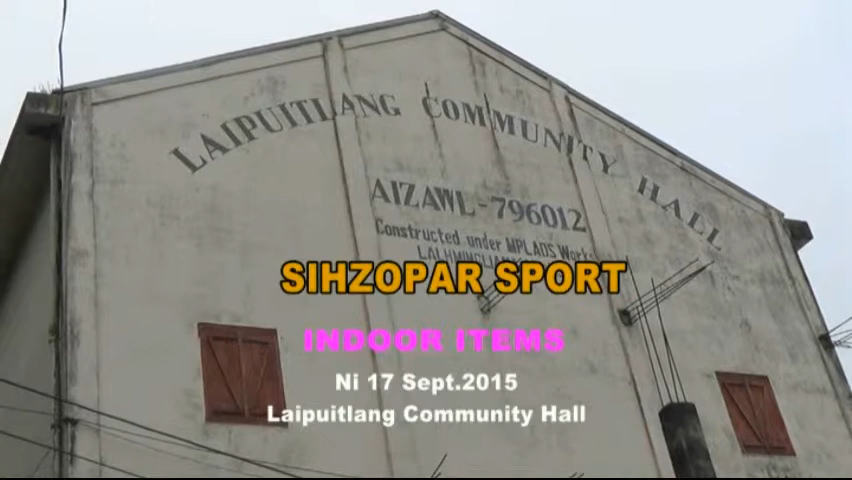 LAIPUITLANG COMMUNITY HALL
AIZAWL - 796012
Constructed under MPLADS Works
SIHZOPAR SPORT
INDOOR ITEMS
Ni 17 Sept.2015
Laipuitlang Community Hall